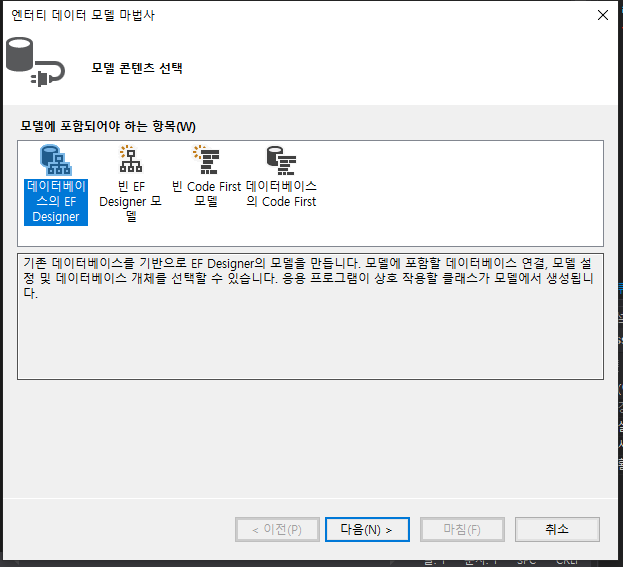 엔터티 데이터 모델 마법사
모델 콘텐츠 선택
모델에 포함되어야 하는 항목(W)
데이터베이
스의 EF
Designer
빈 EF
Designer 모
델
빈 Code First
모델
데이터베이스
의 Code First
기존 데이터베이스를 기반으로 EF Designer의 모델을 만듭니다. 모델에 포함할 데이터베이스 연결, 모델 설
정 및 데이터베이스 개체를 선택할 수 있습니다. 응용 프로그램이 상호 작용할 클래스가 모델에서 생성됩니
다.
< 이전(P)
다음(N) >
마침(F)
취소